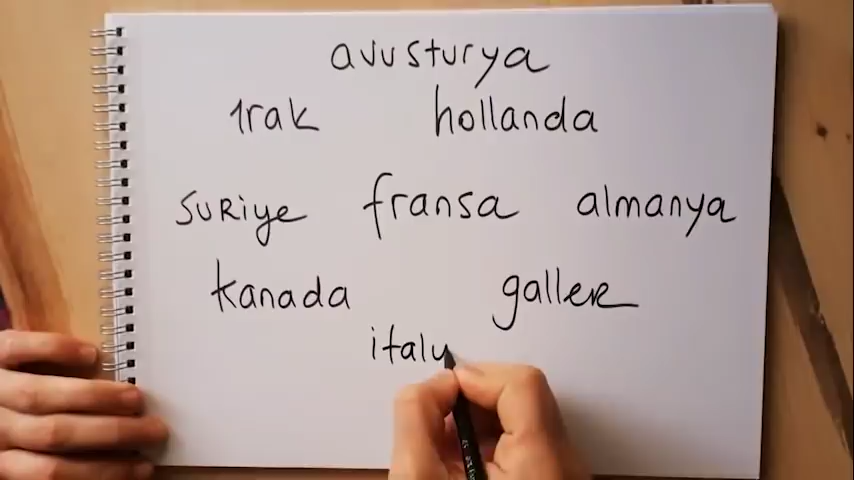 avusturya
ırak hollanda
suriye fransa almanya
kanada galler
italy